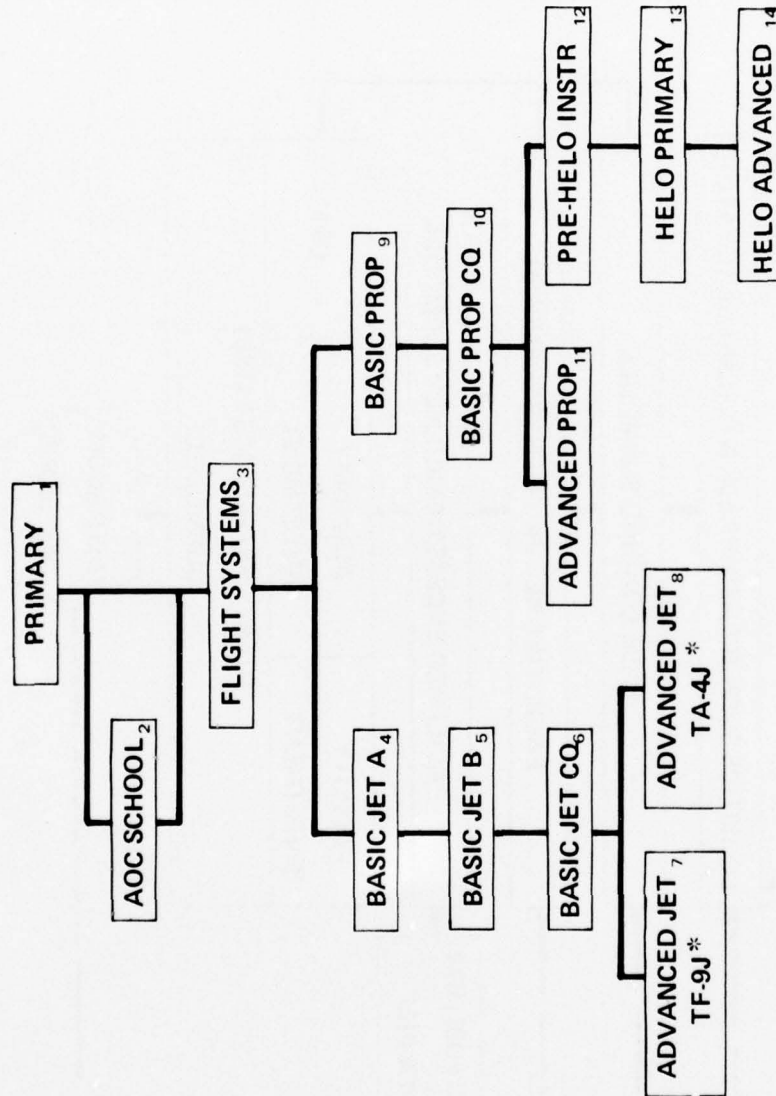 PRIMARY 1
AOC SCHOOL 2
FLIGHT SYSTEMS 3
BASIC JET A 4
BASIC JET B 5
BASIC JET CQ 6
ADVANCED JET 7
TF-9J *
ADVANCED JET 8
TA-4J *
BASIC PROP 9
BASIC PROP CQ 10
ADVANCED PROP 11
PRE-HELO INSTR 12
HELO PRIMARY 13
HELO ADVANCED 14